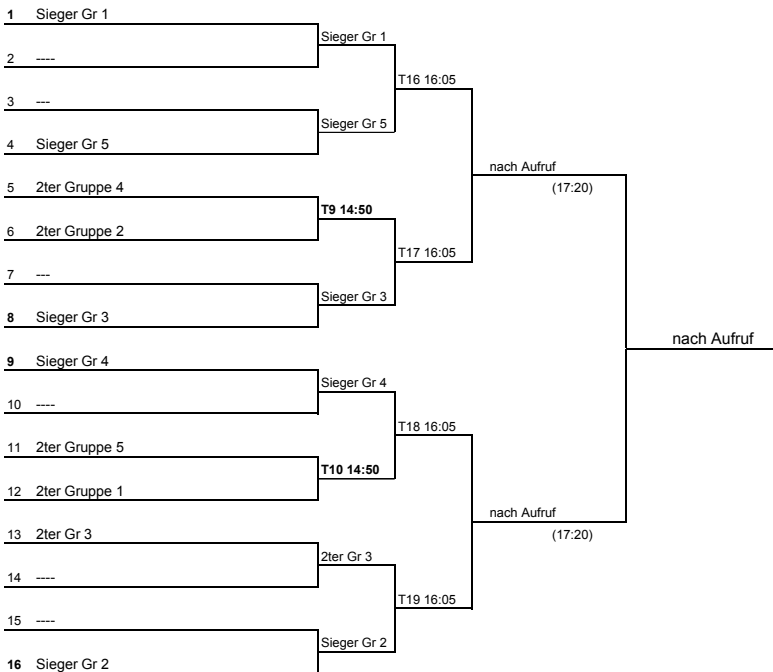 1 Sieger Gr 1
Sieger Gr 1
2 ----
T16 16:05
3 ---
Sieger Gr 5
4 Sieger Gr 5
nach Aufruf
(17:20)
5 2ter Gruppe 4
T9 14:50
6 2ter Gruppe 2
T17 16:05
7 ---
Sieger Gr 3
8 Sieger Gr 3
nach Aufruf
9 Sieger Gr 4
Sieger Gr 4
10 ----
T18 16:05
11 2ter Gruppe 5
T10 14:50
12 2ter Gruppe 1
nach Aufruf
(17:20)
13 2ter Gr 3
2ter Gr 3
14 ----
T19 16:05
15 ----
Sieger Gr 2
16 Sieger Gr 2